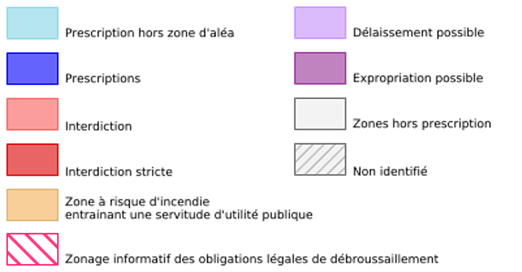 Prescription hors zone d'aléa
Prescriptions
Interdiction
Interdiction stricte
Zone à risque d'incendie
entrainant une servitude d'utilité publique
Zonage informatif des obligations légales de débroussaillement
Délaissement possible
Expropriation possible
Zones hors prescription
Non identifié